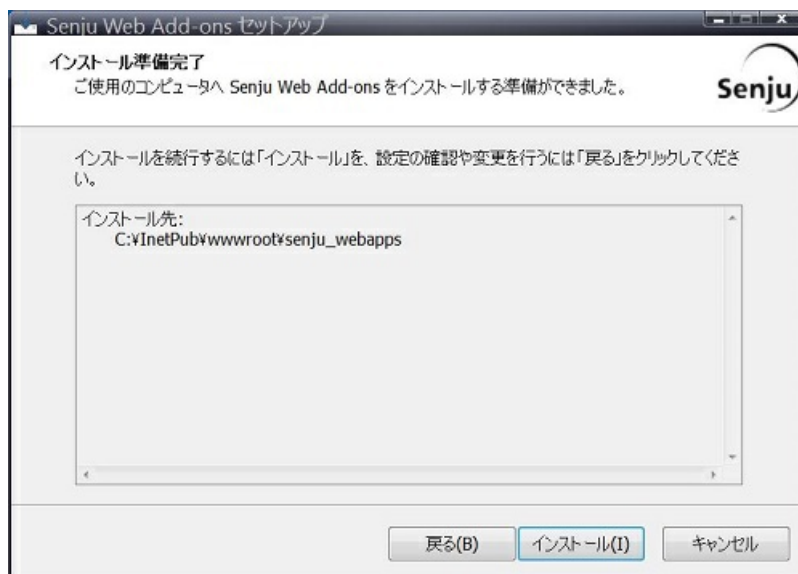 Senju Web Add-ons セットアップ
インストール準備完了
ご使用のコンピュータへ Senju Web Add-ons をインストールする準備ができました。
Senju
インストールを続行するには「インストール」を、設定の確認や変更を行うには「戻る」をクリックしてくださ
い。
インストール先:
C:¥InetPub¥wwwroot¥senju_webapps
戻る(B)
インストール(I)
キャンセル